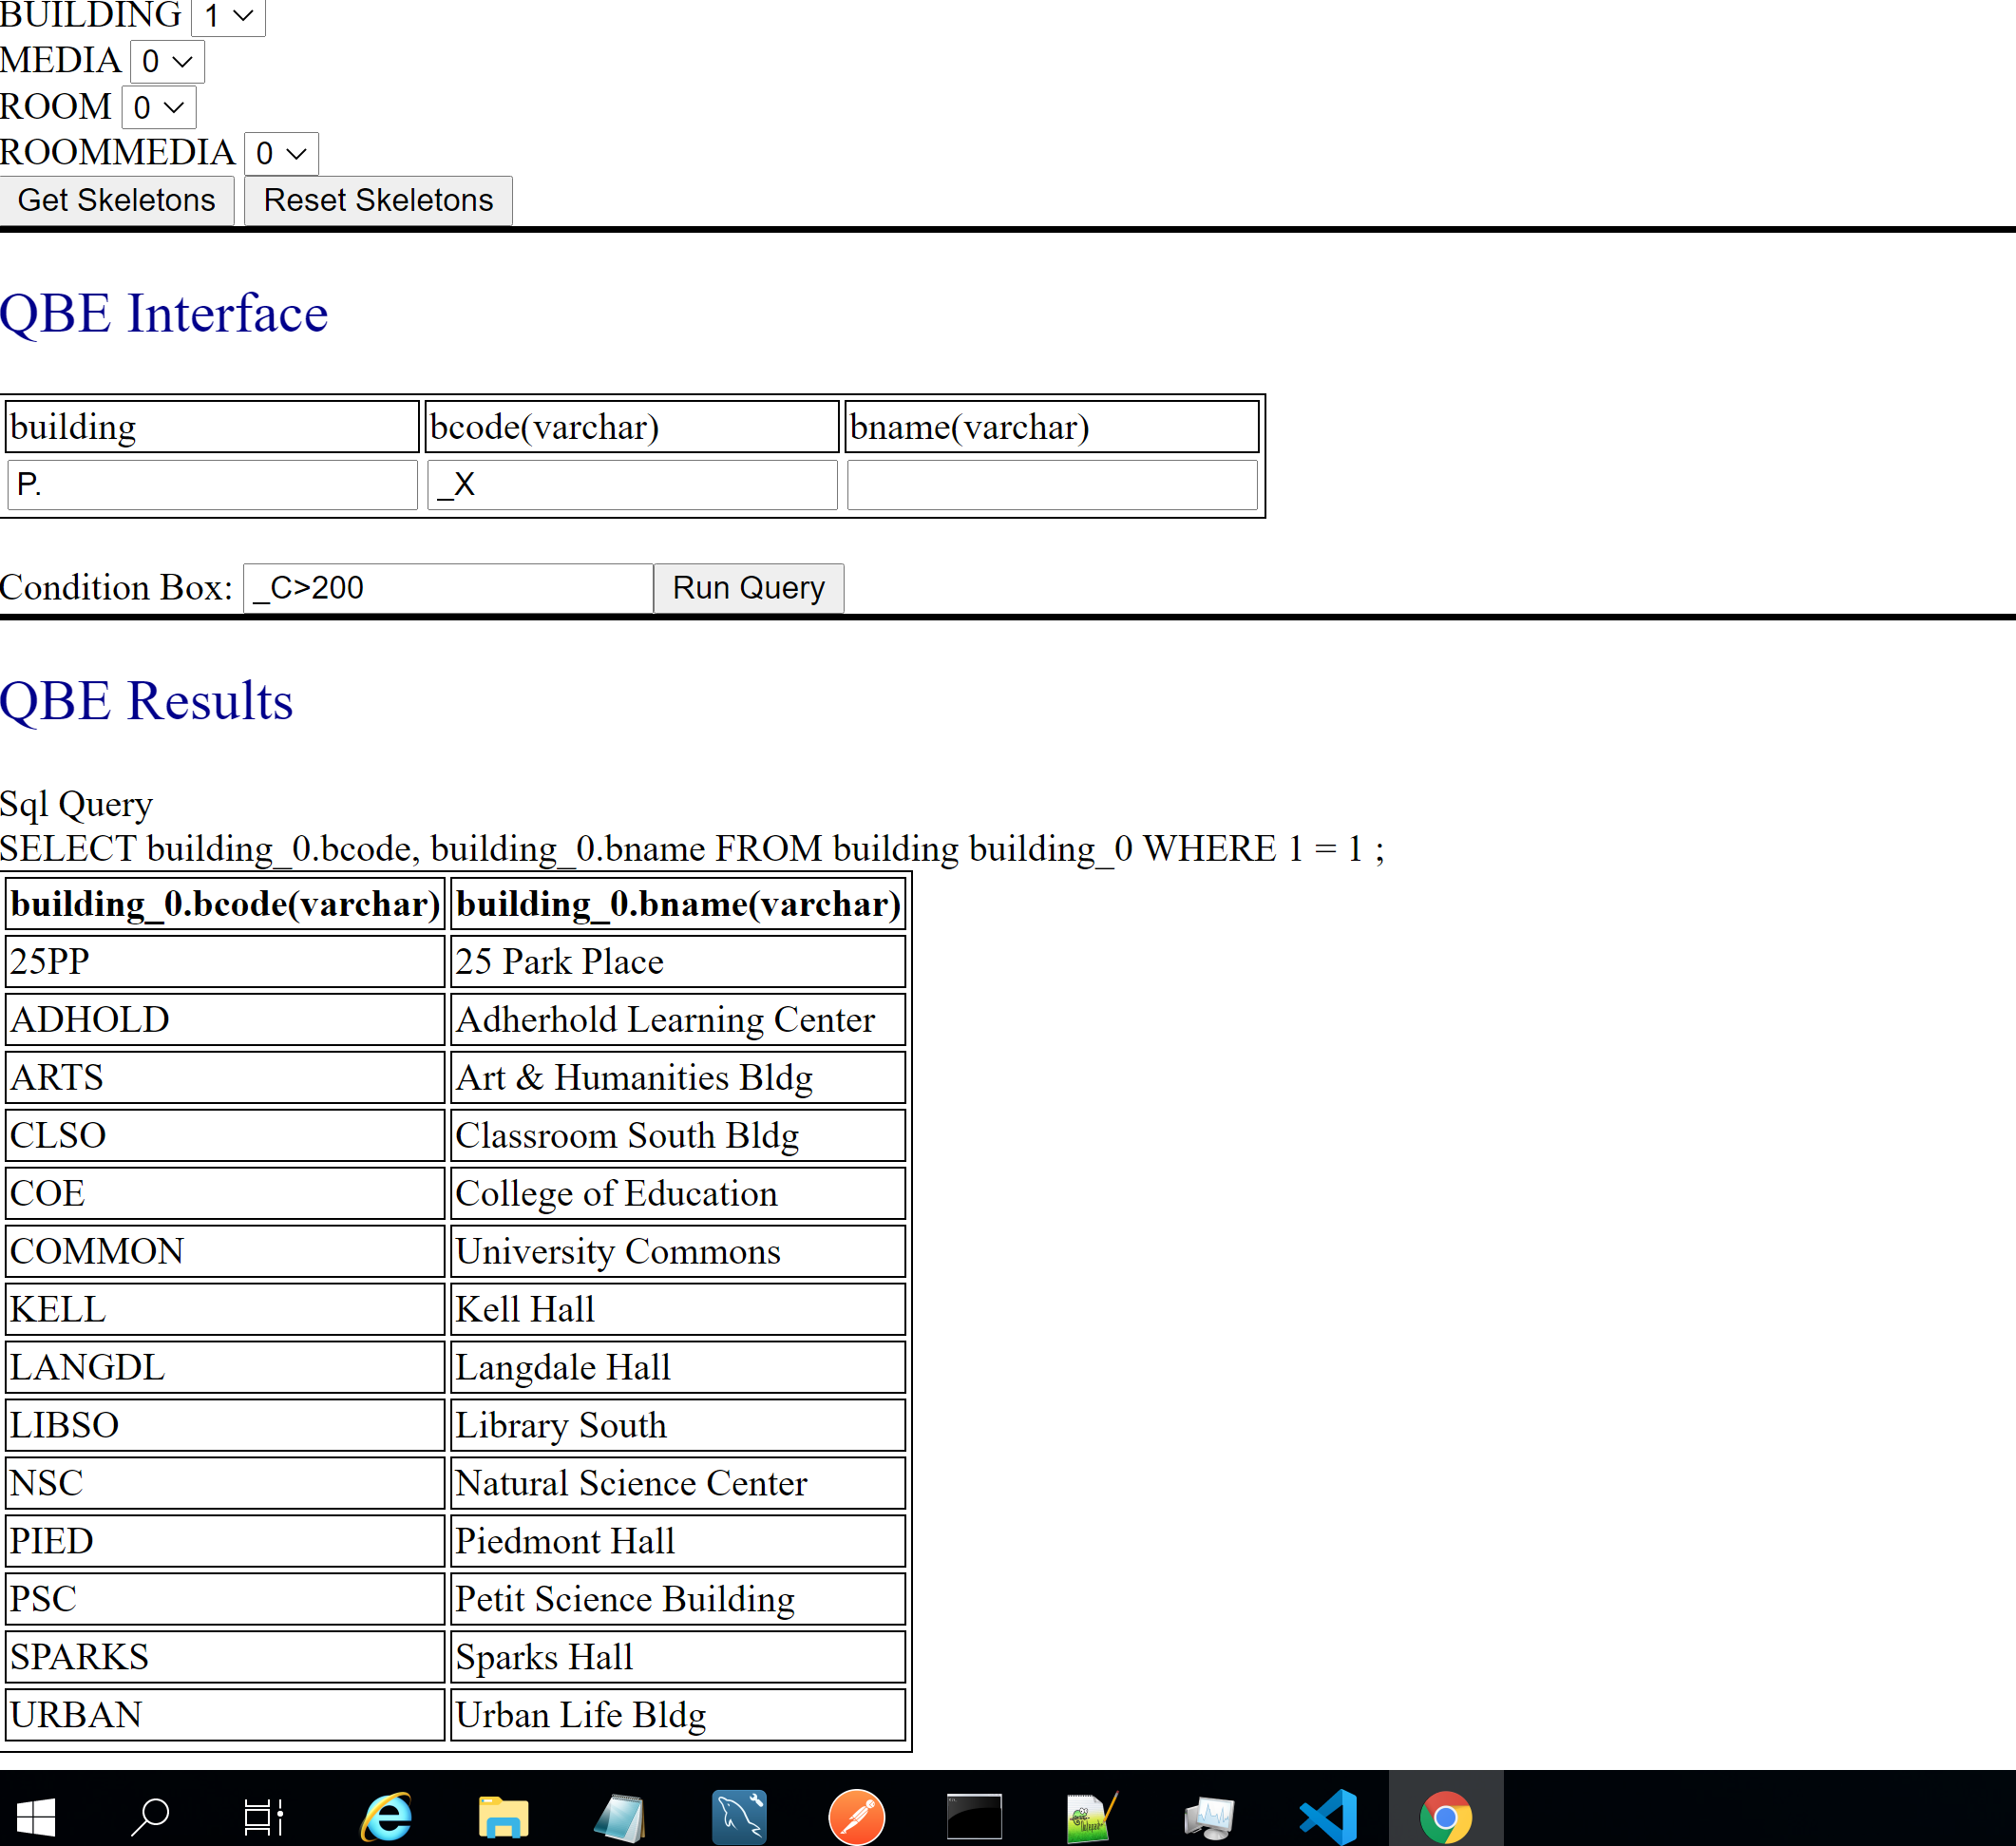 BUILDING 1
MEDIA 0
ROOM 0
ROOMMEDIA 0
Get Skeletons Reset Skeletons
QBE Interface
building bcode(varchar) bname(varchar)
P. _X
Condition Box: _C>200 Run Query
QBE Results
Sql Query
SELECT building_0.bcode, building_0.bname FROM building building_0 WHERE 1 = 1 ;
building_0.bcode(varchar) building_0.bname(varchar)
25PP 25 Park Place
ADHOLD Adherhold Learning Center
ARTS Art & Humanities Bldg
CLSO Classroom South Bldg
COE College of Education
COMMON University Commons
KELL Kell Hall
LANGDL Langdale Hall
LIBSO Library South
NSC Natural Science Center
PIED Piedmont Hall
PSC Petit Science Building
SPARKS Sparks Hall
URBAN Urban Life Bldg